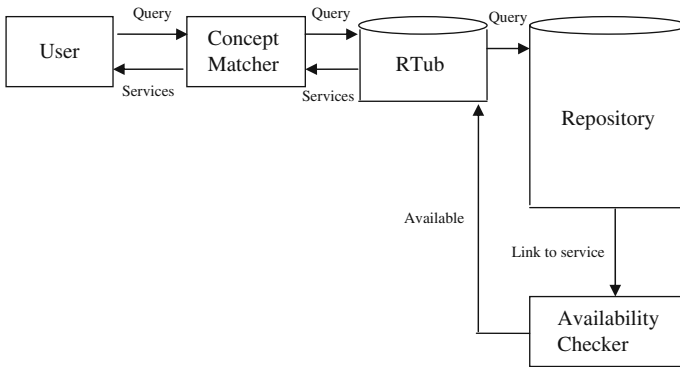 Query
Query
Query
User
Concept
Matcher
RTub
Repository
Services
Services
Available
Link to service
Availability
Checker